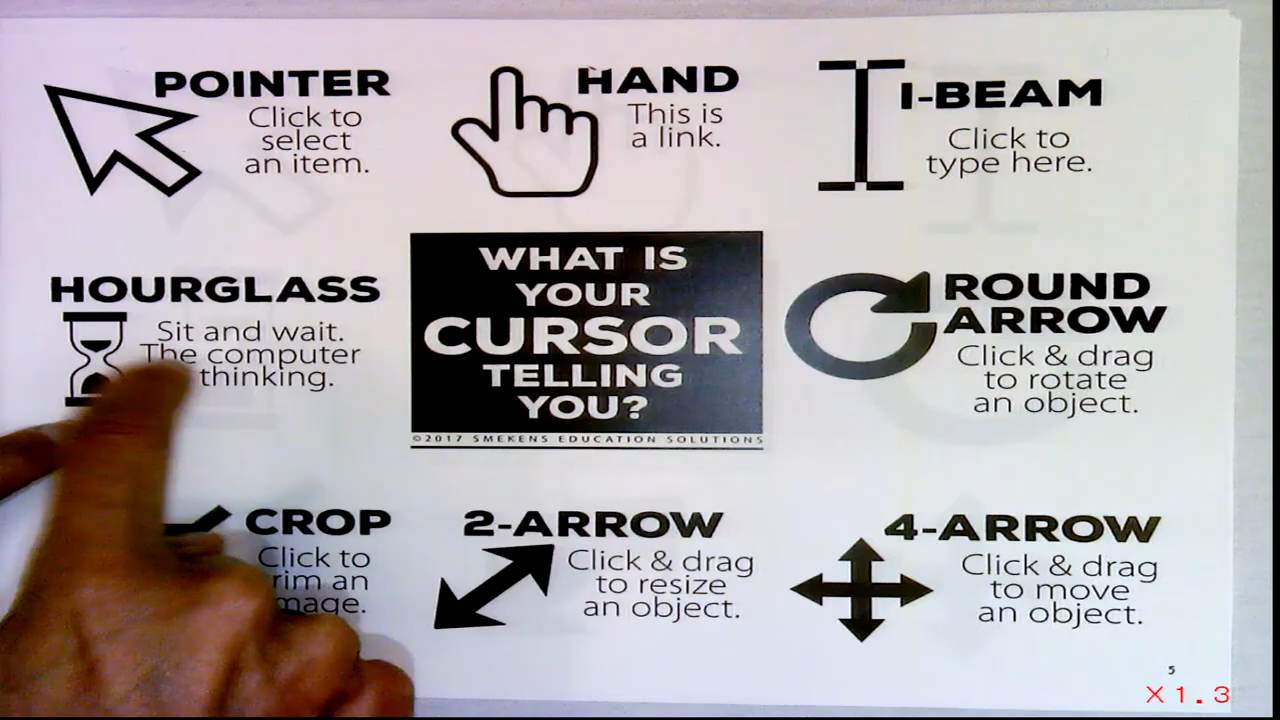 POINTER
Click to
select
an item.
HAND
This is
a link.
I-BEAM
Click to
type here.
HOURGLASS
Sit and wait.
The computer
thinking.
WHAT IS
YOUR
CURSOR
TELLING
YOU?
©2017 SMEKENS EDUCATION SOLUTIONS
ROUND
ARROW
Click & drag
to rotate
an object.
CROP
Click to
rim an
mage.
2-ARROW
Click & drag
to resize
an object.
4-ARROW
Click & drag
to move
an object.
5
X1.3